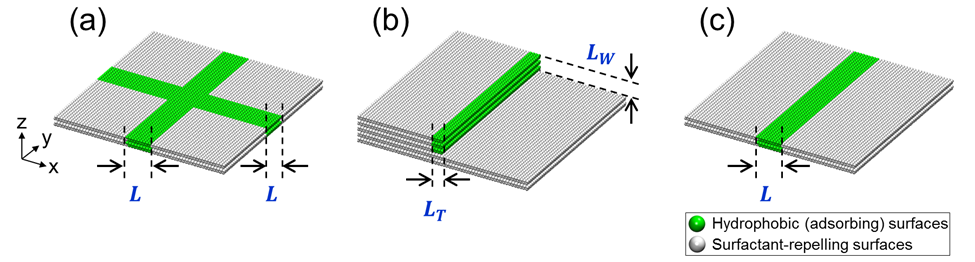 (a)
(b)
(c)
L_W
z
y
x
L
L
L_T
L
Hydrophobic (adsorbing) surfaces
Surfactant-repelling surfaces